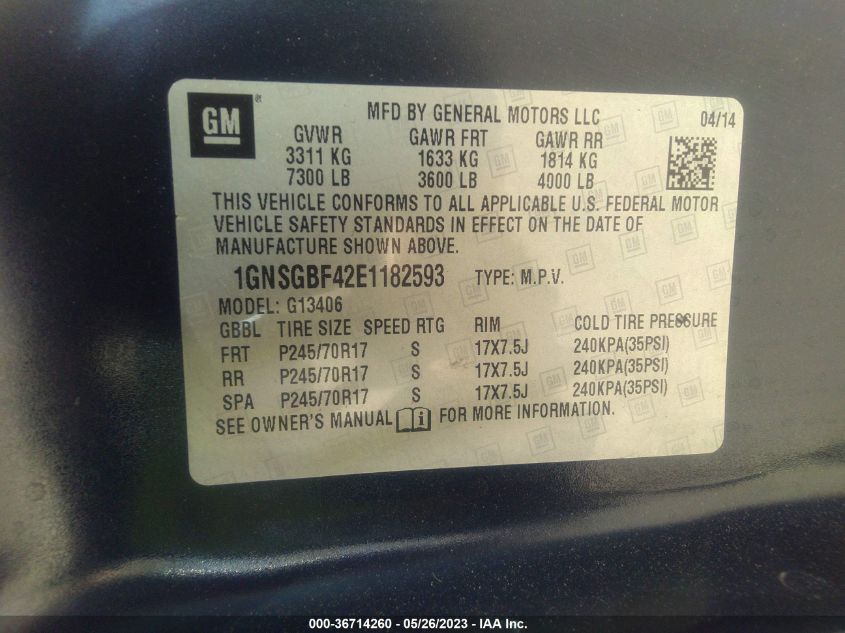 GM
®
MFD BY GENERAL MOTORS LLC 04/14
GVWR GAWR FRT GAWR RR
3311 KG 1633 KG 1814 KG
7300 LB 3600 LB 4000 LB
THIS VEHICLE CONFORMS TO ALL APPLICABLE U.S. FEDERAL MOTOR
VEHICLE SAFETY STANDARDS IN EFFECT ON THE DATE OF
MANUFACTURE SHOWN ABOVE.
1GNSGBF42E1182593 TYPE: M.P.V.
MODEL: G13406
GBBL TIRE SIZE SPEED RTG RIM COLD TIRE PRESSURE
FRT P245/70R17 S 17X7.5J 240KPA(35PSI)
RR P245/70R17 S 17X7.5J 240KPA(35PSI)
SPA P245/70R17 S 17X7.5J 240KPA(35PSI)
SEE OWNER'S MANUAL i FOR MORE INFORMATION.
000-36714260 - 05/26/2023 - IAA Inc.